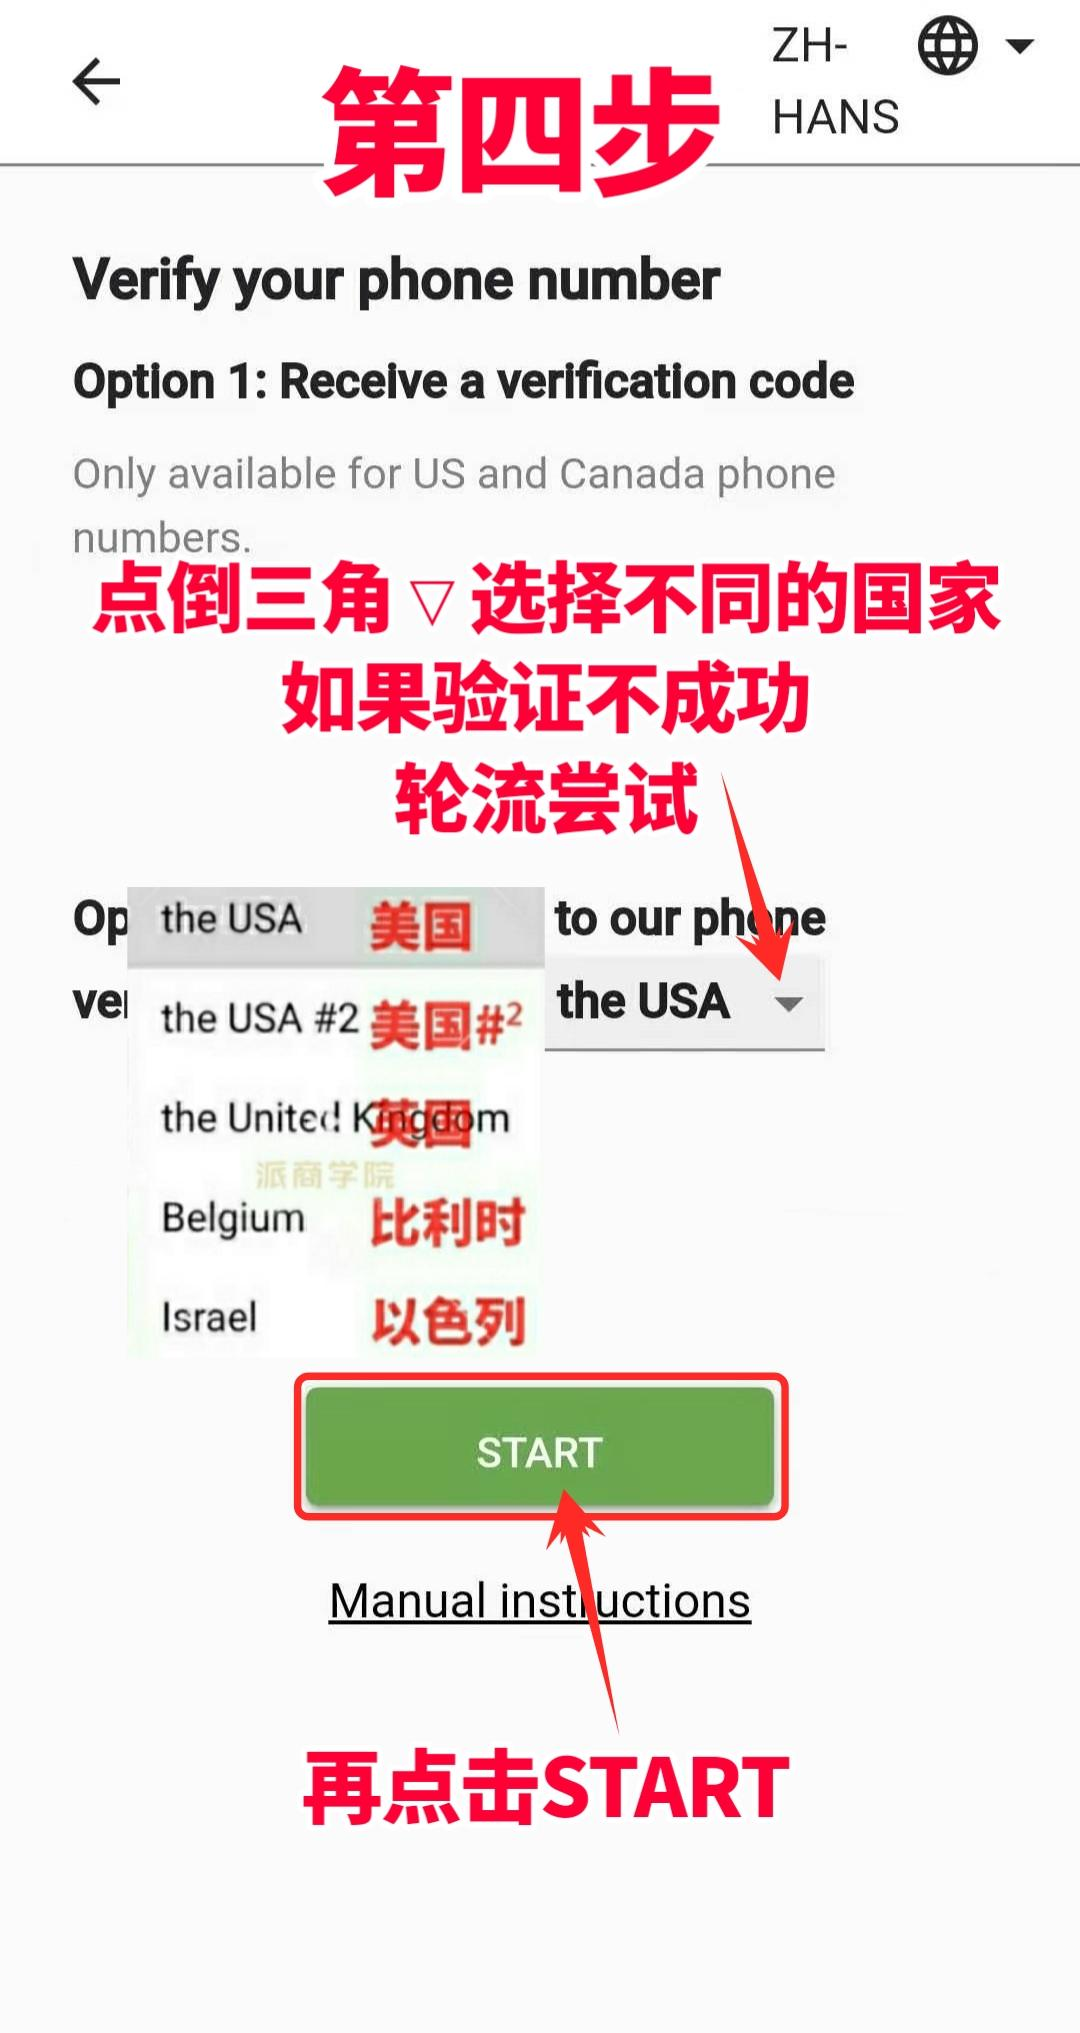 ZH-
HANS
第四步
Verify your phone number
Option 1: Receive a verification code
Only available for US and Canada phone
numbers.
点倒三角▽选择不同的国家
如果验证不成功
轮流尝试
Op
to our phone
the USA 美国
ver
the USA
the USA #2 美国#2
the United Kingdom 英国
派商学院
Belgium 比利时
Israel 以色列
START
Manual instructions
再点击START